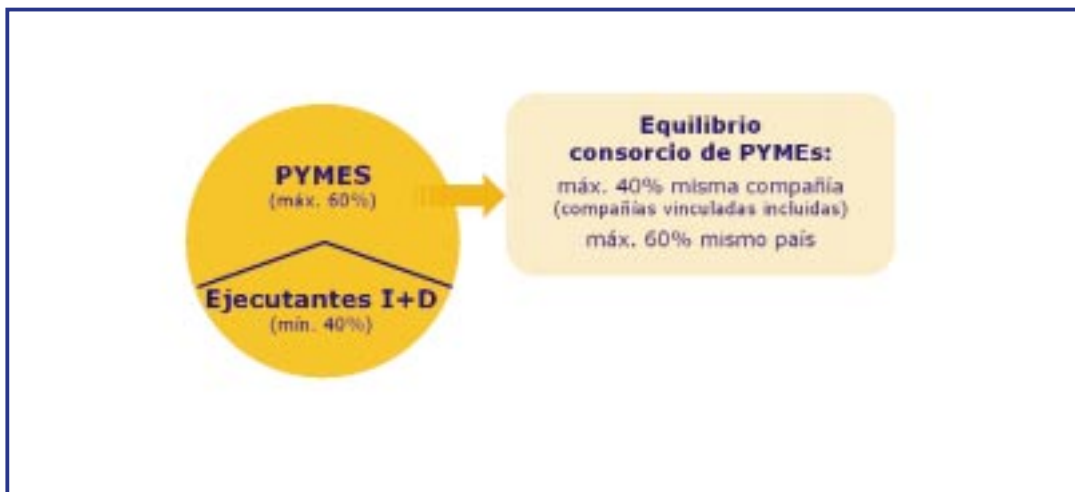 PYMES
(máx. 60%)
Ejecutantes I+D
(mín. 40%)
Equilibrio
consorcio de PYMEs:
máx. 40% misma compañía
(compañías vinculadas incluidas)
máx. 60% mismo país